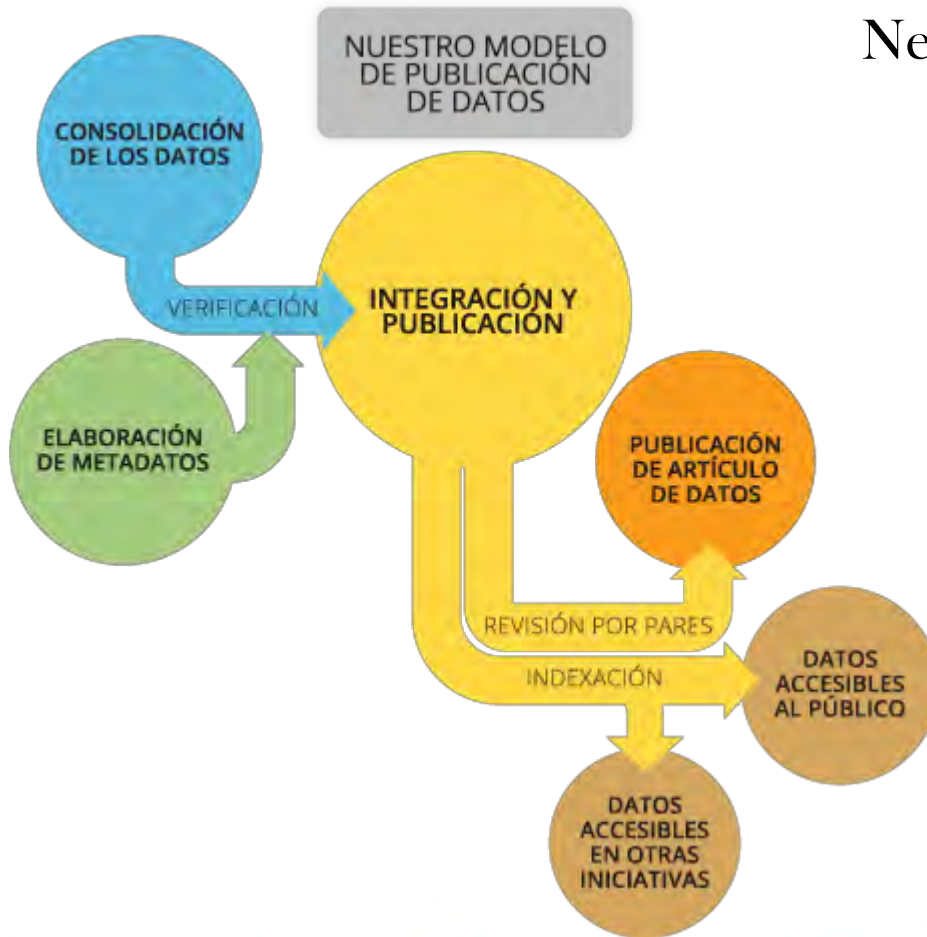 NUESTRO MODELO
DE PUBLICACIÓN
DE DATOS
Ne
CONSOLIDACIÓN
DE LOS DATOS
VERIFICACIÓN
INTEGRACIÓN Y
PUBLICACIÓN
ELABORACIÓN
DE METADATOS
PUBLICACIÓN
DE ARTÍCULO
DE DATOS
REVISIÓN POR PARES
INDEXACIÓN
DATOS
ACCESIBLES
AL PÚBLICO
DATOS
ACCESIBLES
EN OTRAS
INICIATIVAS